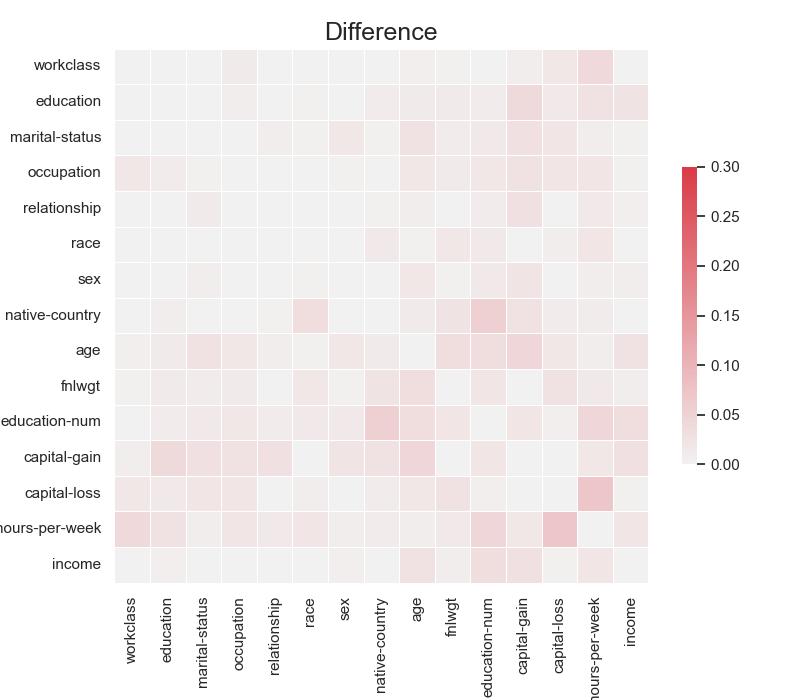 Difference
workclass
education
marital-status
occupation
relationship
race
sex
native-country
age
fnlwgt
education-num
capital-gain
capital-loss
hours-per-week
income
0.30
0.25
0.20
0.15
0.10
0.05
0.00
workclass
education
marital-status
occupation
relationship
race
sex
native-country
age
fnlwgt
education-num
capital-gain
capital-loss
hours-per-week
income